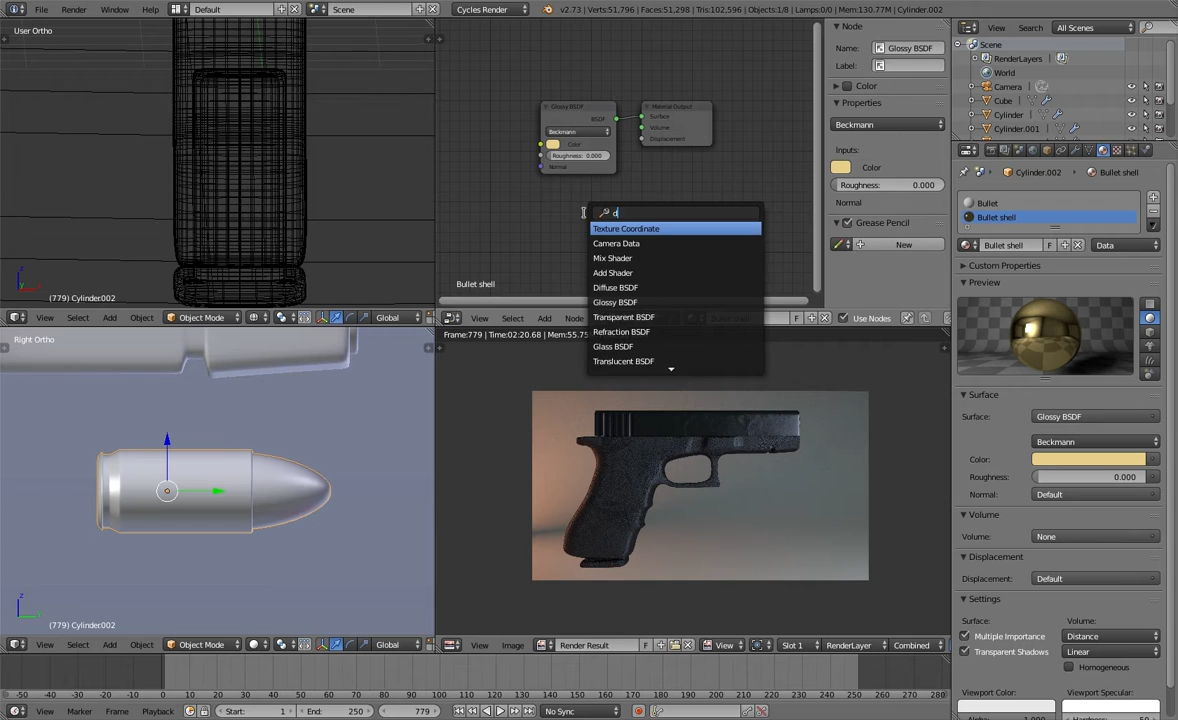 File Render Window Help Default Scene Cycles Render v2.73 | Verts:51,796 | Faces:51,298 | Tris:102,596 | Objects:1/8 | Lamps:0/0 | Mem:130.77M | Cylinder.002
User Ortho
(779) Cylinder.002
View Select Add Object Object Mode Global
Right Ortho
(779) Cylinder.002
View Select Add Object Object Mode Global
Glossy BSDF
BSDF
Beckmann
Color
Roughness: 0.000
Normal
Material Output
Surface
Volume
Displacement
d
Texture Coordinate
Camera Data
Mix Shader
Add Shader
Diffuse BSDF
Glossy BSDF
Transparent BSDF
Refraction BSDF
Glass BSDF
Translucent BSDF
Bullet shell
View Select Add Node F Use Nodes
Frame:779 | Time:02:20.68 | Mem:55.75
View Image Render Result F View Slot 1 RenderLayer Combined
Node
Name: Glossy BSDF
Label:
Color
Properties
Beckmann
Inputs:
Color
Roughness: 0.000
Normal
Grease Pencil
New
View Search All Scenes
Scene
RenderLayers
World
Camera
Cube
Cylinder
Cylinder.001
Cylinder.002 Bullet shell
Bullet
Bullet shell
Bullet shell F Data
Custom Properties
Preview
Surface
Surface: Glossy BSDF
Beckmann
Color:
Roughness: 0.000
Normal: Default
Volume
Volume: None
Displacement
Displacement: Default
Settings
Surface: Volume:
Multiple Importance Distance
Transparent Shadows Linear
Homogeneous
Viewport Color: Viewport Specular:
-50 -40 -30 -20 -10 0 10 20 30 40 50 60 70 80 90 100 110 120 130 140 150 160 170 180 190 200 210 220 230 240 250 260 270 280
View Marker Frame Playback Start: 1 End: 250 779 No Sync